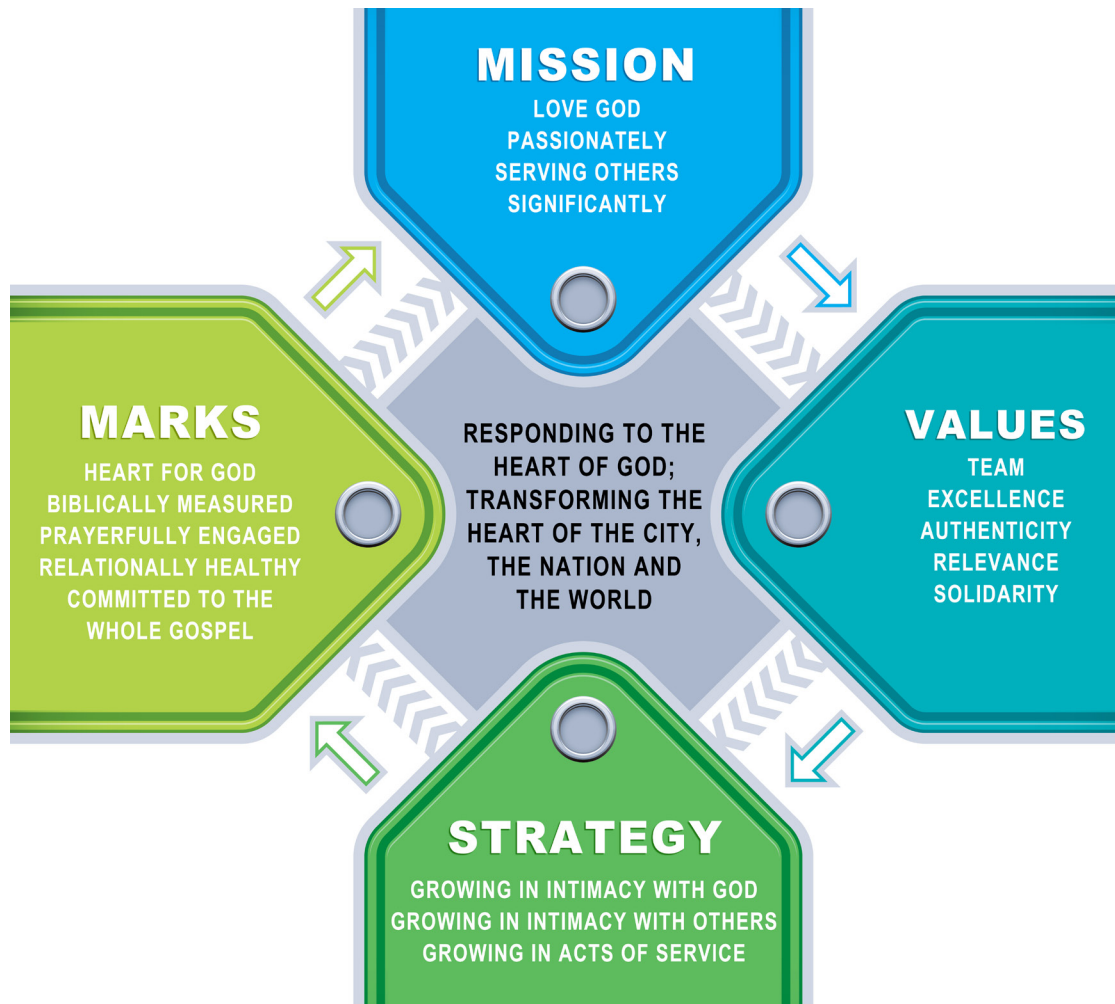 MISSION
LOVE GOD
PASSIONATELY
SERVING OTHERS
SIGNIFICANTLY
MARKS
HEART FOR GOD
BIBLICALLY MEASURED
PRAYERFULLY ENGAGED
RELATIONALLY HEALTHY
COMMITTED TO THE
WHOLE GOSPEL
RESPONDING TO THE
HEART OF GOD;
TRANSFORMING THE
HEART OF THE CITY,
THE NATION AND
THE WORLD
VALUES
TEAM
EXCELLENCE
AUTHENTICITY
RELEVANCE
SOLIDARITY
STRATEGY
GROWING IN INTIMACY WITH GOD
GROWING IN INTIMACY WITH OTHERS
GROWING IN ACTS OF SERVICE